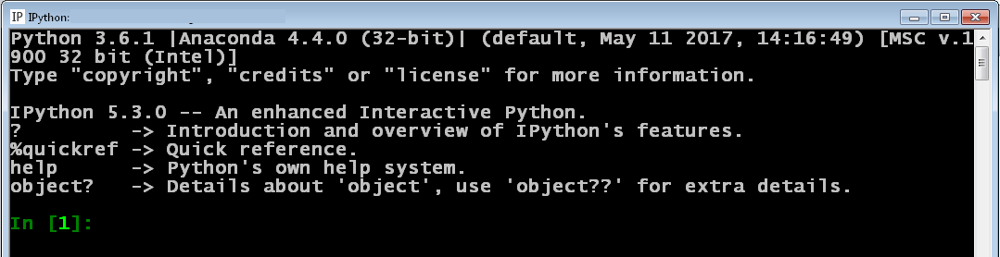 IP IPython:
Python 3.6.1 |Anaconda 4.4.0 (32-bit)| (default, May 11 2017, 14:16:49) [MSC v.1
900 32 bit (Intel)]
Type "copyright", "credits" or "license" for more information.
IPython 5.3.0 -- An enhanced Interactive Python.
?         -> Introduction and overview of IPython's features.
%quickref -> Quick reference.
help      -> Python's own help system.
object?   -> Details about 'object', use 'object??' for extra details.
In [1]: